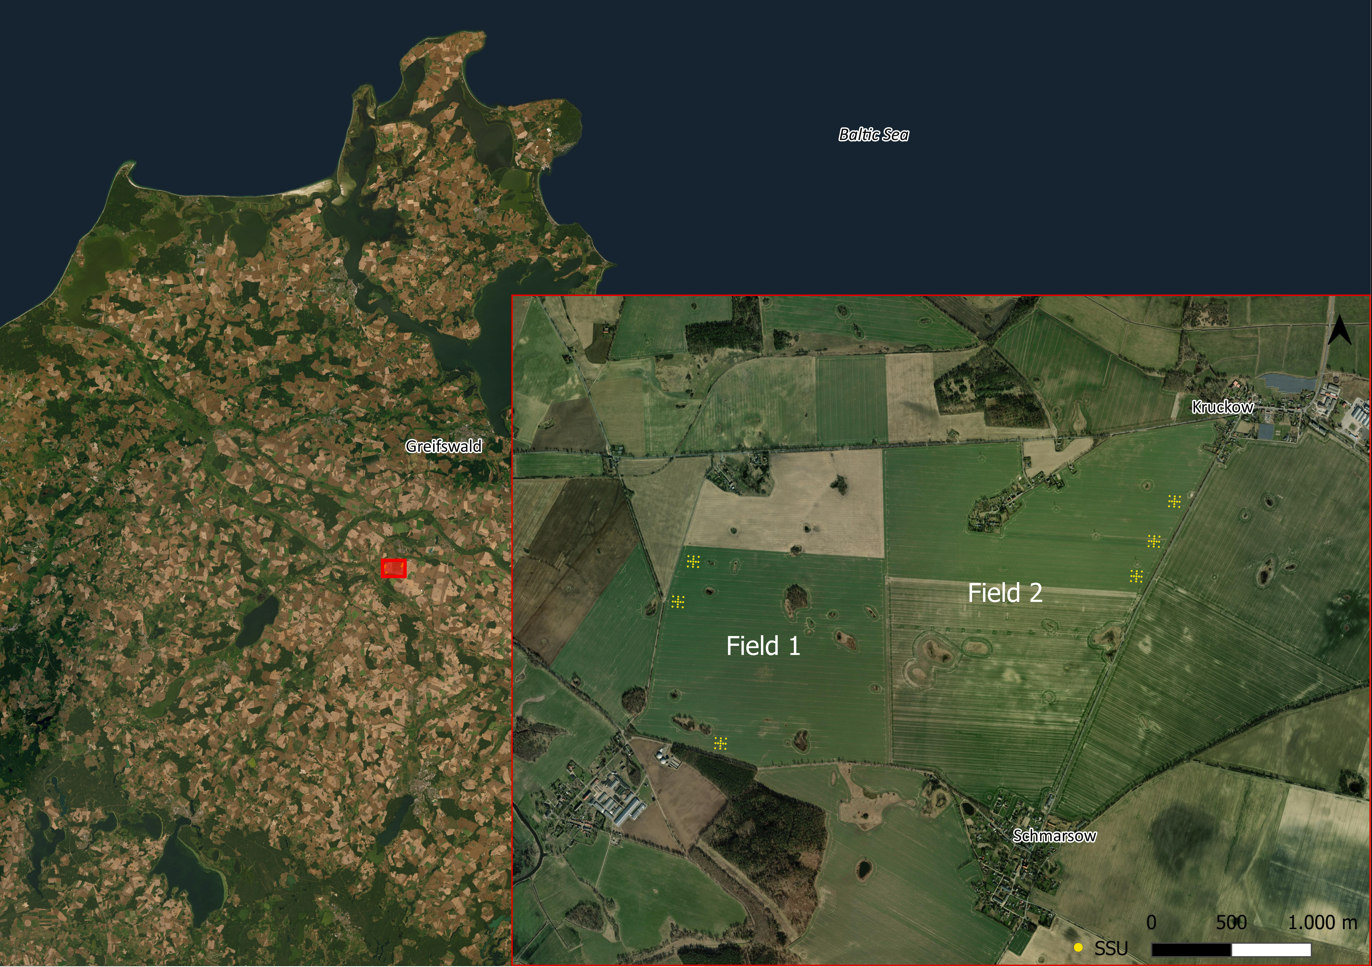 Baltic Sea
Greifswald
Kruckow
Field 2
Field 1
Schmarsow
0 500 1.000 m
SSU